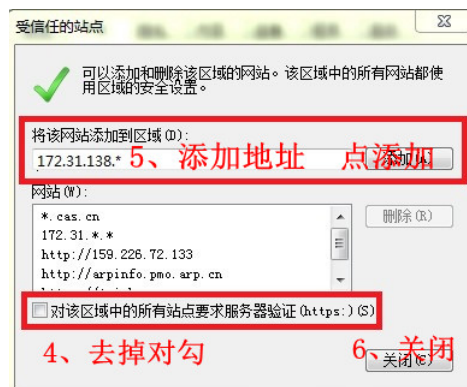 受信任的站点
可以添加和删除该区域的网站。该区域中的所有网站都使
用区域的安全设置。
将该网站添加到区域(D):
172.31.138.*
5、添加地址 点添加
添加(A)
网站(W):
*.cas.cn
172.31.*.*
http://159.226.72.133
http://arpinfo.pmo.arp.cn
删除(R)
对该区域中的所有站点要求服务器验证(https:)(S)
4、去掉对勾
6、关闭
关闭(C)